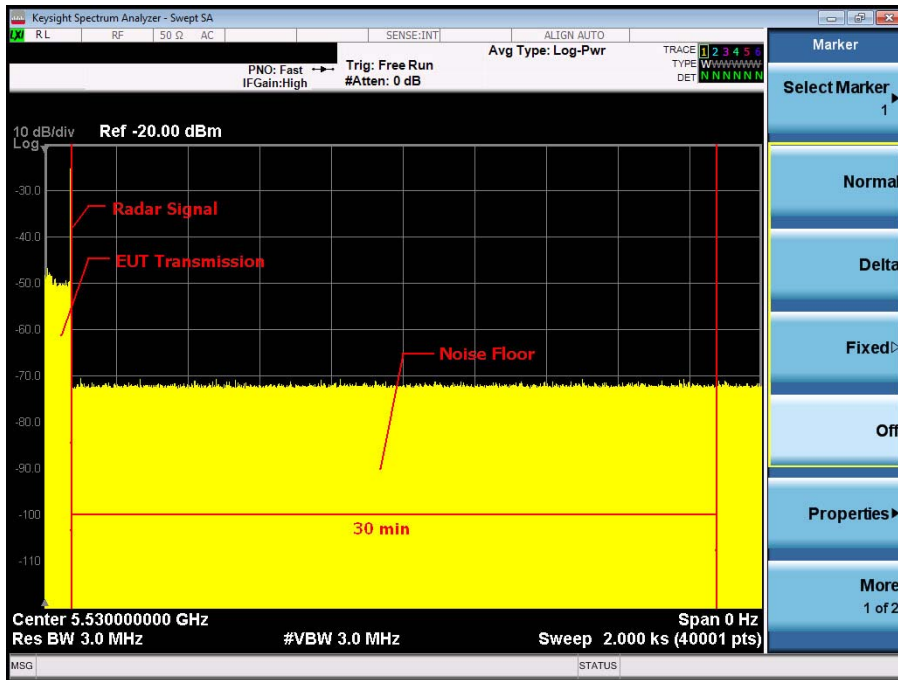 Keysight Spectrum Analyzer - Swept SA
LXI RL RF 50 Ω AC SENSE:INT ALIGN AUTO
Marker
Avg Type: Log-Pwr
TRACE 1 2 3 4 5 6
PNO: Fast Trig: Free Run
TYPE WWWWWW
IFGain:High #Atten: 0 dB
DET N N N N N N
Select Marker
1
10 dB/div Ref -20.00 dBm
Log
Normal
-30.0
Radar Signal
-40.0
EUT Transmission
Delta
-50.0
-60.0
Fixed
Noise Floor
-70.0
-80.0
Off
-90.0
-100
Properties
30 min
-110
More
1 of 2
Center 5.530000000 GHz Span 0 Hz
Res BW 3.0 MHz #VBW 3.0 MHz Sweep 2.000 ks (40001 pts)
MSG STATUS